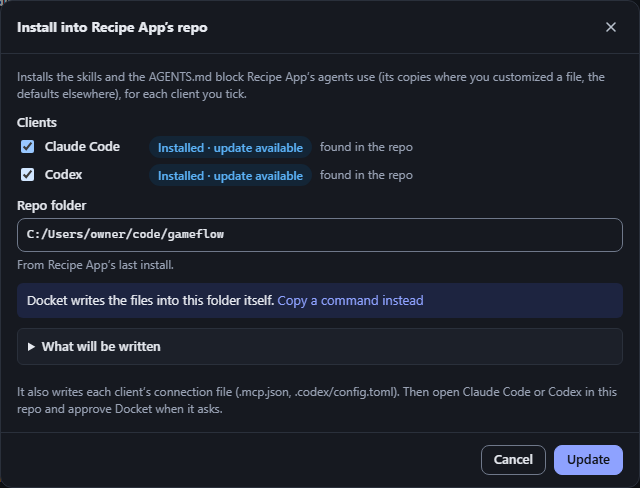 Install into Recipe App's repo
Installs the skills and the AGENTS.md block Recipe App's agents use (its copies where you customized a file, the
defaults elsewhere), for each client you tick.
Clients
Claude Code Installed · update available found in the repo
Codex Installed · update available found in the repo
Repo folder
C:/Users/owner/code/gameflow
From Recipe App's last install.
Docket writes the files into this folder itself. Copy a command instead
What will be written
It also writes each client's connection file (.mcp.json, .codex/config.toml). Then open Claude Code or Codex in this
repo and approve Docket when it asks.
Cancel Update